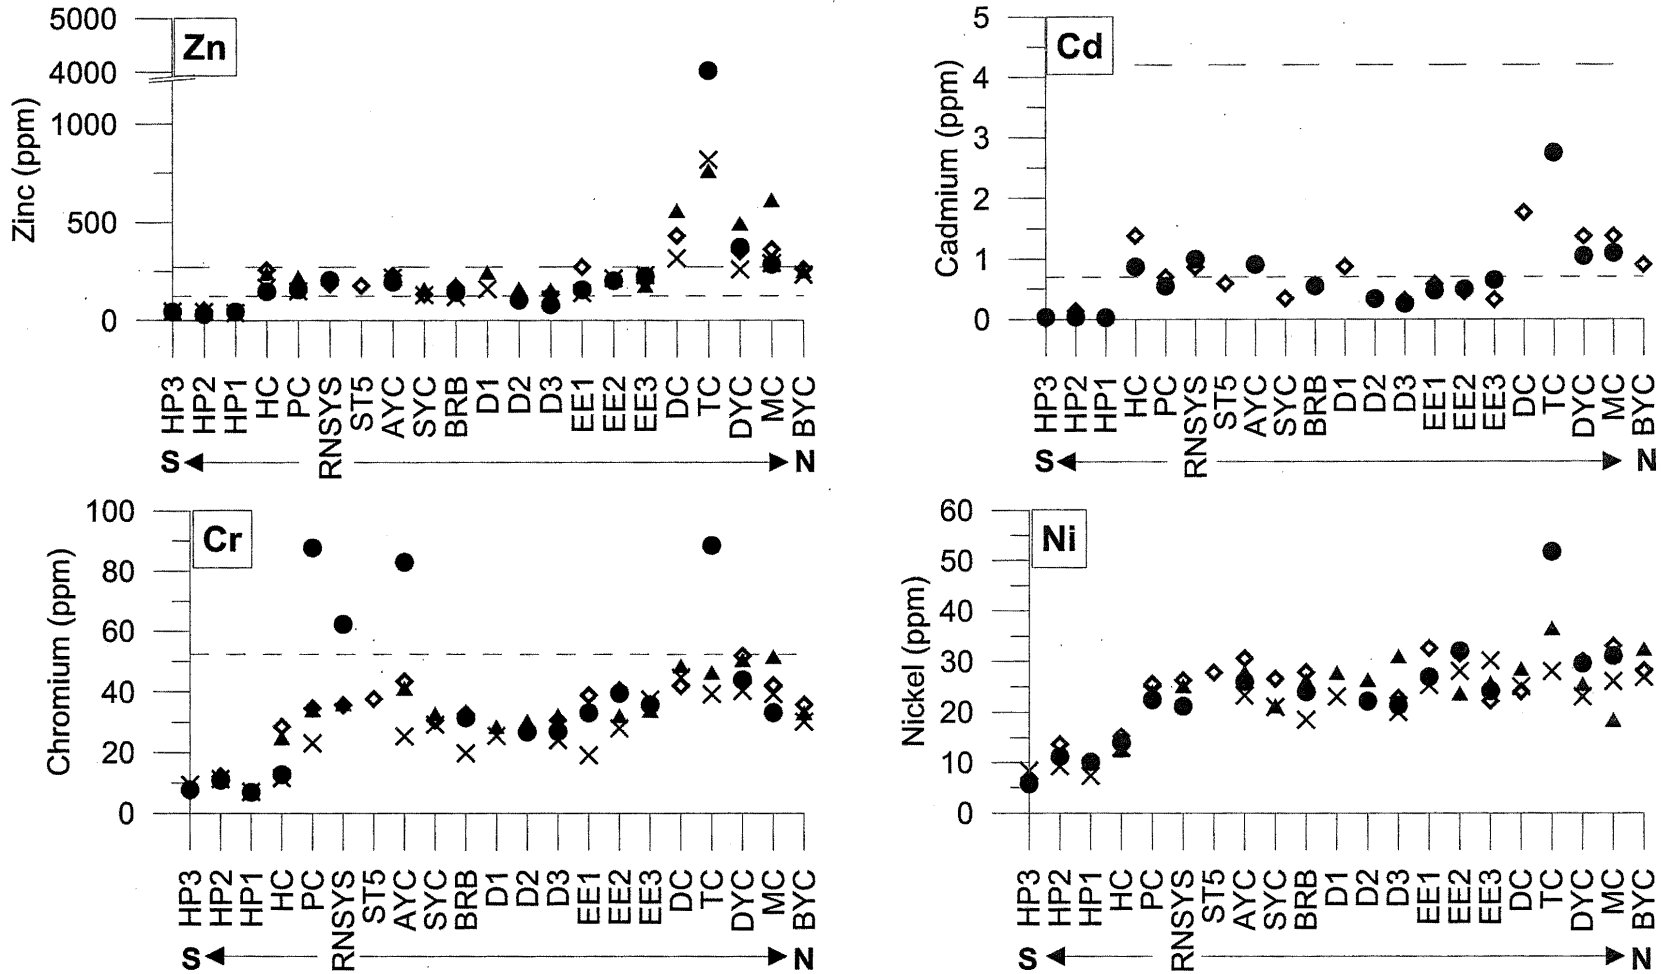 Zn
Zinc (ppm)
5000
4000
1000
500
0
HP3
HP2
HP1
HC
PC
RNSYS
ST5
AYC
SYC
BRB
D1
D2
D3
EE1
EE2
EE3
DC
TC
DYC
MC
BYC
S
N
Cd
Cadmium (ppm)
5
4
3
2
1
0
HP3
HP2
HP1
HC
PC
RNSYS
ST5
AYC
SYC
BRB
D1
D2
D3
EE1
EE2
EE3
DC
TC
DYC
MC
BYC
S
N
Cr
Chromium (ppm)
100
80
60
40
20
0
HP3
HP2
HP1
HC
PC
RNSYS
ST5
AYC
SYC
BRB
D1
D2
D3
EE1
EE2
EE3
DC
TC
DYC
MC
BYC
S
N
Ni
Nickel (ppm)
60
50
40
30
20
10
0
HP3
HP2
HP1
HC
PC
RNSYS
ST5
AYC
SYC
BRB
D1
D2
D3
EE1
EE2
EE3
DC
TC
DYC
MC
BYC
S
N